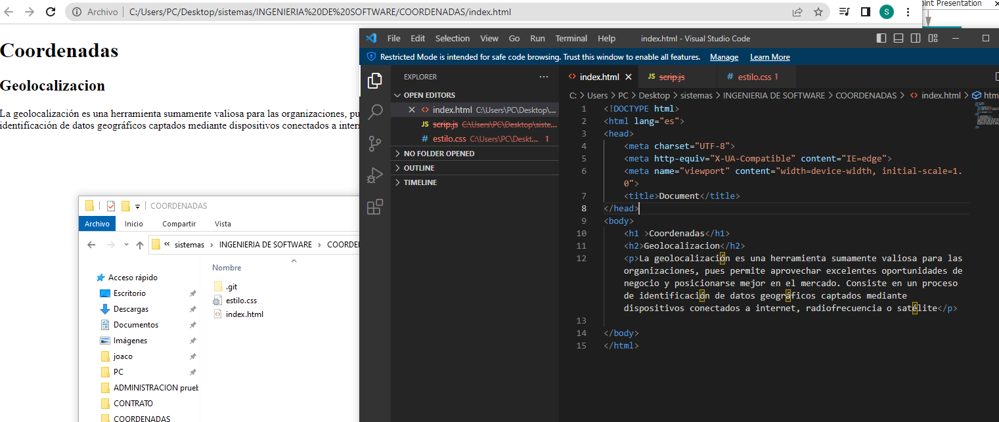 Archivo
C:/Users/PC/Desktop/sistemas/INGENIERIA%20DE%20SOFTWARE/COORDENADAS/index.html
S
oint Presentation
Coordenadas
Geolocalizacion
La geolocalización es una herramienta sumamente valiosa para las organizaciones, pu
identificación de datos geográficos captados mediante dispositivos conectados a inter
COORDENADAS
Archivo Inicio Compartir Vista
« sistemas > INGENIERIA DE SOFTWARE > COORDE
Nombre
Acceso rápido
Escritorio
Descargas
Documentos
Imágenes
joaco
PC
ADMINISTRACION prueb
CONTRATO
COORDENADAS
.git
estilo.css
index.html
File Edit Selection View Go Run Terminal Help
index.html - Visual Studio Code
Restricted Mode is intended for safe code browsing. Trust this window to enable all features. Manage Learn More
EXPLORER
OPEN EDITORS
index.html C:\Users\PC\Desktop\...
JS scrip.js C:\Users\PC\Desktop\siste...
# estilo.css C:\Users\PC\Deskt... 1
NO FOLDER OPENED
OUTLINE
TIMELINE
<> index.html JS scrip.js # estilo.css 1
C: > Users > PC > Desktop > sistemas > INGENIERIA DE SOFTWARE > COORDENADAS > <> index.html > htm
1 <!DOCTYPE html>
2 <html lang="es">
3 <head>
4 <meta charset="UTF-8">
5 <meta http-equiv="X-UA-Compatible" content="IE=edge">
6 <meta name="viewport" content="width=device-width, initial-scale=1.
0">
7 <title>Document</title>
8 </head>
9 <body>
10 <h1 >Coordenadas</h1>
11 <h2>Geolocalizacion</h2>
12 <p>La geolocalización es una herramienta sumamente valiosa para las
organizaciones, pues permite aprovechar excelentes oportunidades de
negocio y posicionarse mejor en el mercado. Consiste en un proceso
de identificación de datos geográficos captados mediante
dispositivos conectados a internet, radiofrecuencia o satélite</p>
13
14 </body>
15 </html>